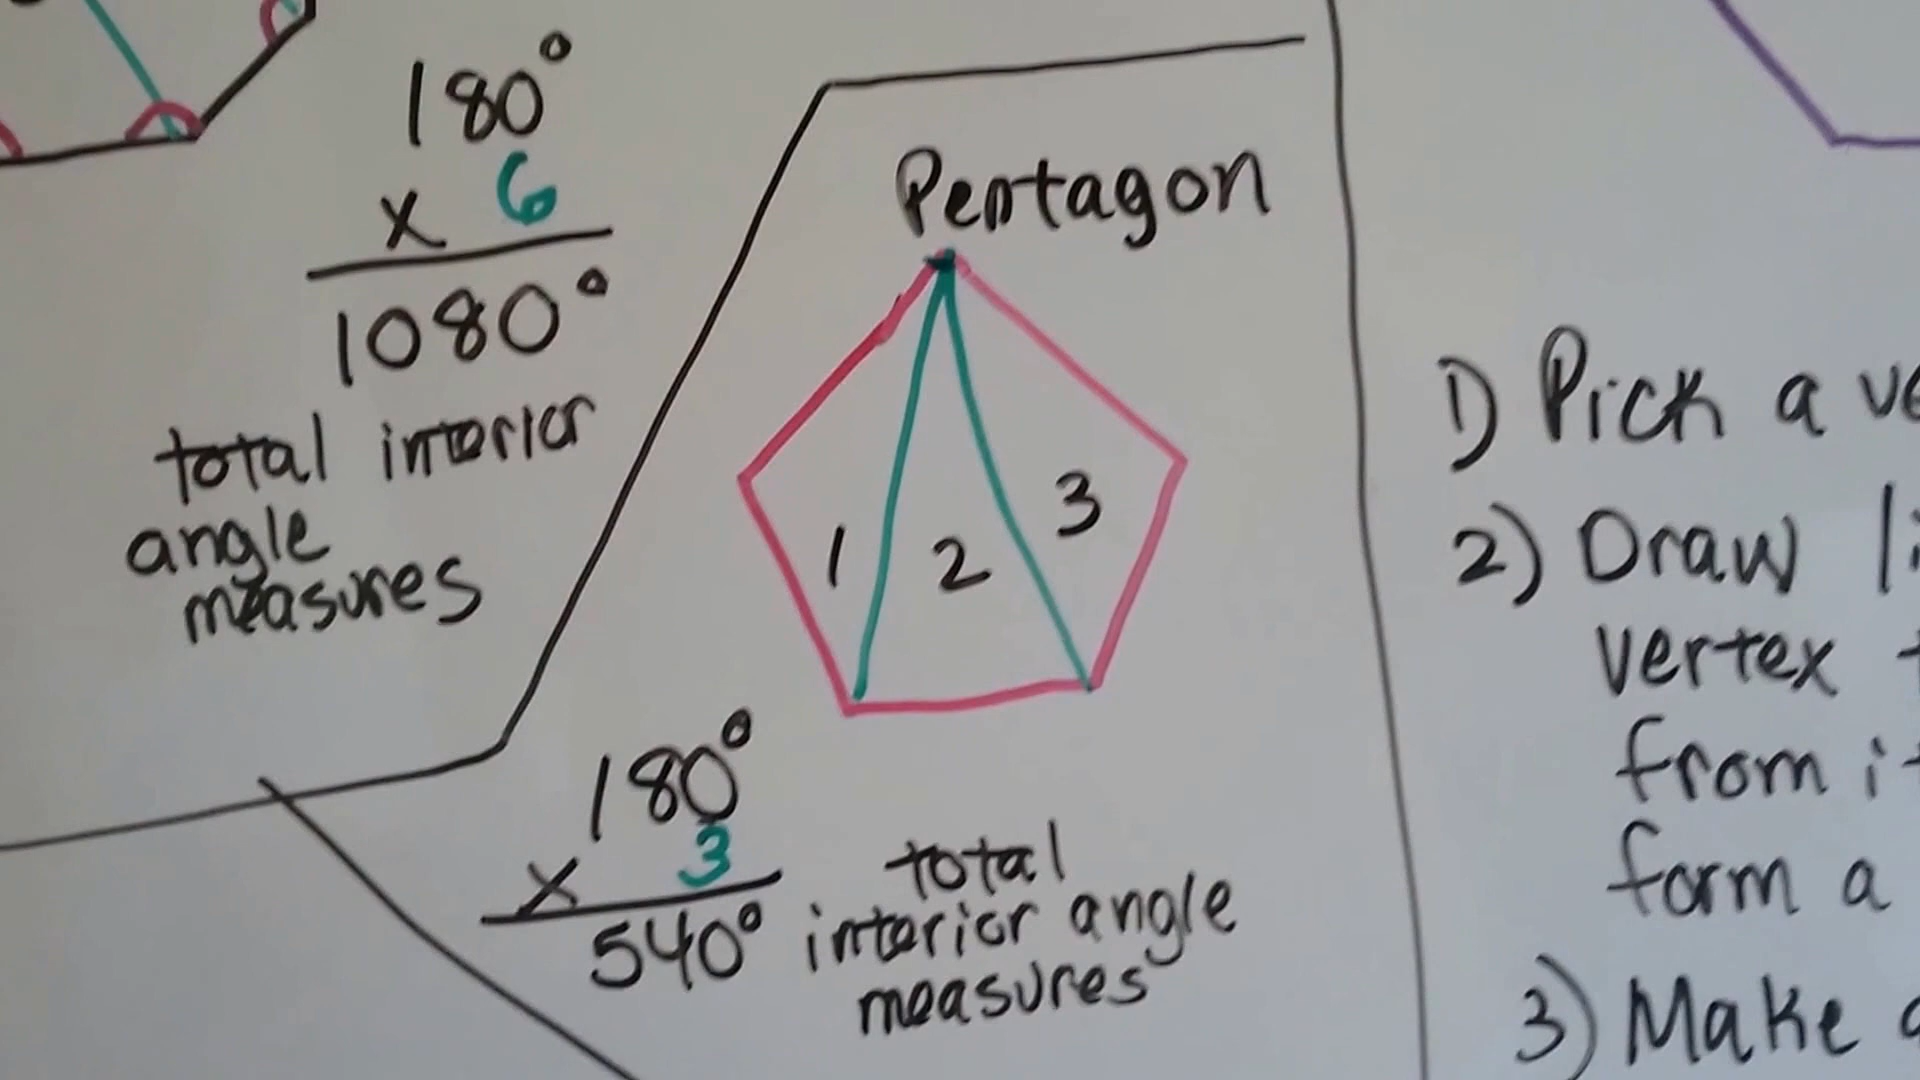 180°
x 6
1080°
total interior
angle
measures
Pentagon
1
2
3
180°
x 3
540°
total
interior angle
measures
1) Pick a
2) Draw
vertex
from
form a
3) Make